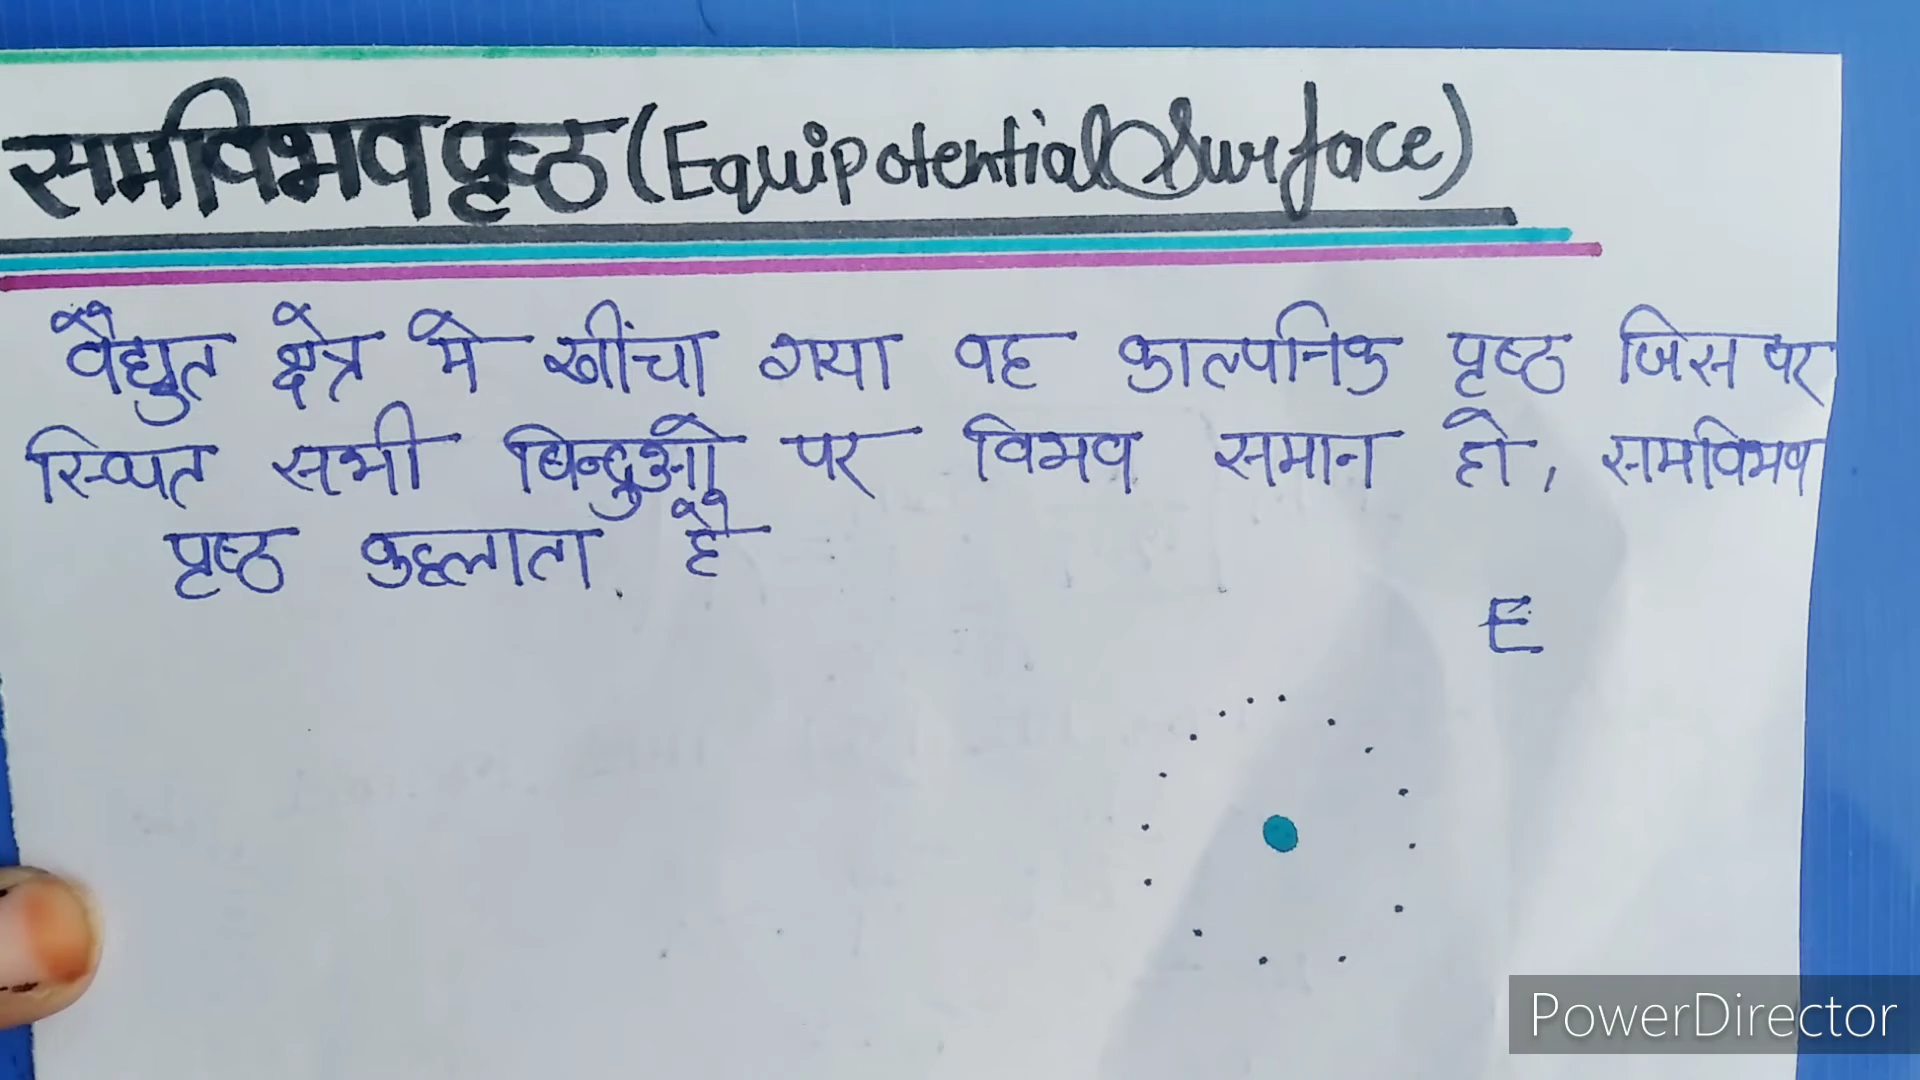 समविभव पृष्ठ (Equipotential Surface)
वैद्युत क्षेत्र मे खींचा गया वह काल्पनिक पृष्ठ जिस पर
स्थित सभी बिन्दुओ पर विभव समान हो, समविभव
पृष्ठ कहलाता है
E
PowerDirector